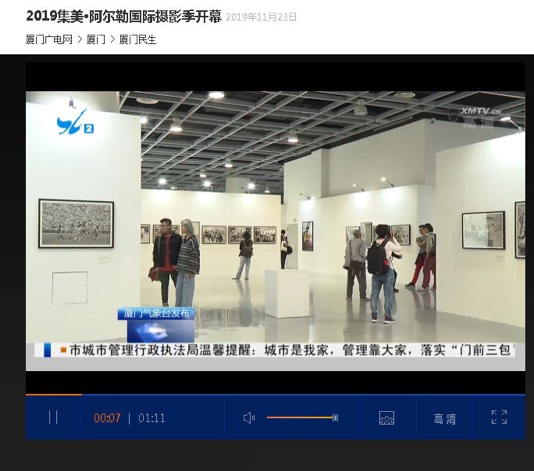 2019集美·阿尔勒国际摄影季开幕 2019年11月23日
厦门广电网 > 厦门 > 厦门民生
XMTV.CN
高清
2
厦门气象台发布
市城市管理行政执法局温馨提醒：城市是我家，管理靠大家，落实“门前三包”
00:07 | 01:11
高清